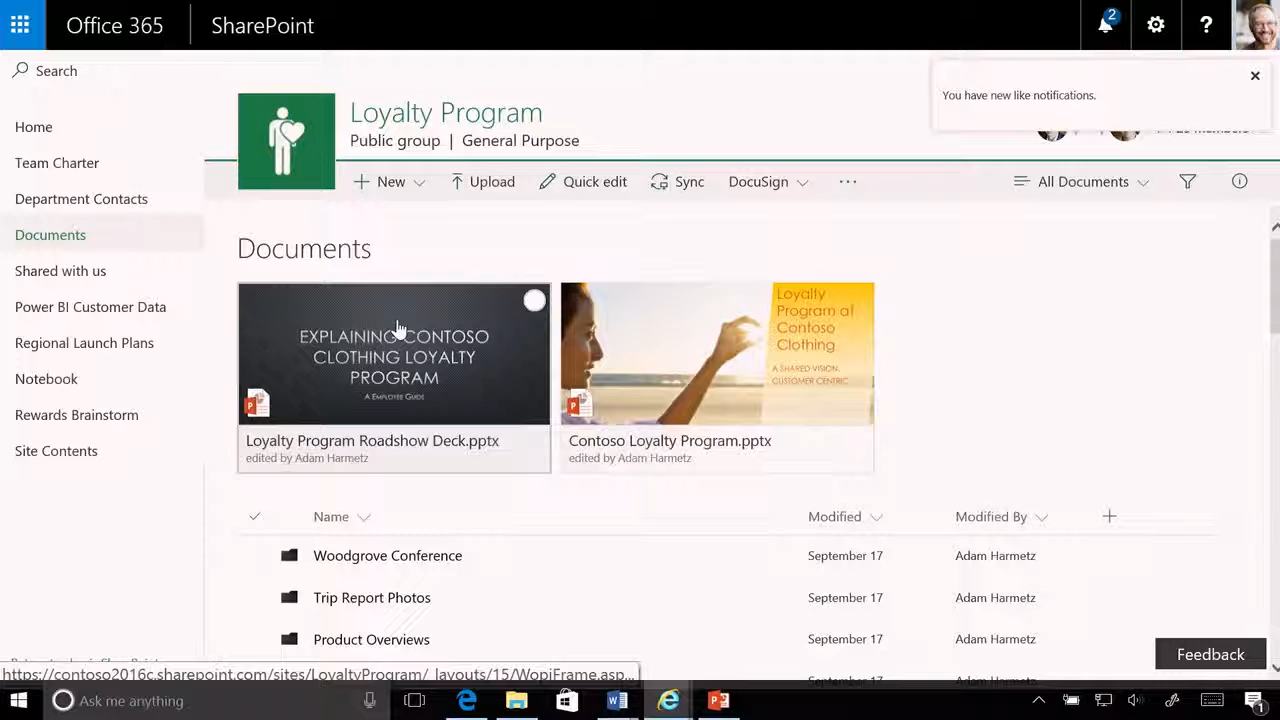 Office 365
SharePoint
2
?
Search
You have new like notifications.
Loyalty Program
Public group | General Purpose
Home
Team Charter
Department Contacts
Documents
Shared with us
Power BI Customer Data
Regional Launch Plans
Notebook
Rewards Brainstorm
Site Contents
New
Upload
Quick edit
Sync
DocuSign
...
All Documents
Documents
EXPLAINING CONTOSO
CLOTHING LOYALTY
PROGRAM
A EMPLOYEE GUIDE
Loyalty Program Roadshow Deck.pptx
edited by Adam Harmetz
Loyalty
Program at
Contoso
Clothing
A SHARED VISION,
CUSTOMER CENTRIC
Contoso Loyalty Program.pptx
edited by Adam Harmetz
Name Modified Modified By
Woodgrove Conference September 17 Adam Harmetz
Trip Report Photos September 17 Adam Harmetz
Product Overviews September 17 Adam Harmetz
Feedback
https://contoso2016c.sharepoint.com/sites/LoyaltyProgram/_layouts/15/WopiFrame.asp...
Ask me anything
1